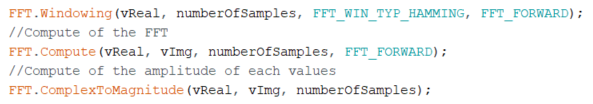 FFT.Windowing(vReal, numberOfSamples, FFT_WIN_TYP_HAMMING, FFT_FORWARD);
//Compute of the FFT
FFT.Compute(vReal, vImg, numberOfSamples, FFT_FORWARD);
//Compute of the amplitude of each values
FFT.ComplexToMagnitude(vReal, vImg, numberOfSamples);